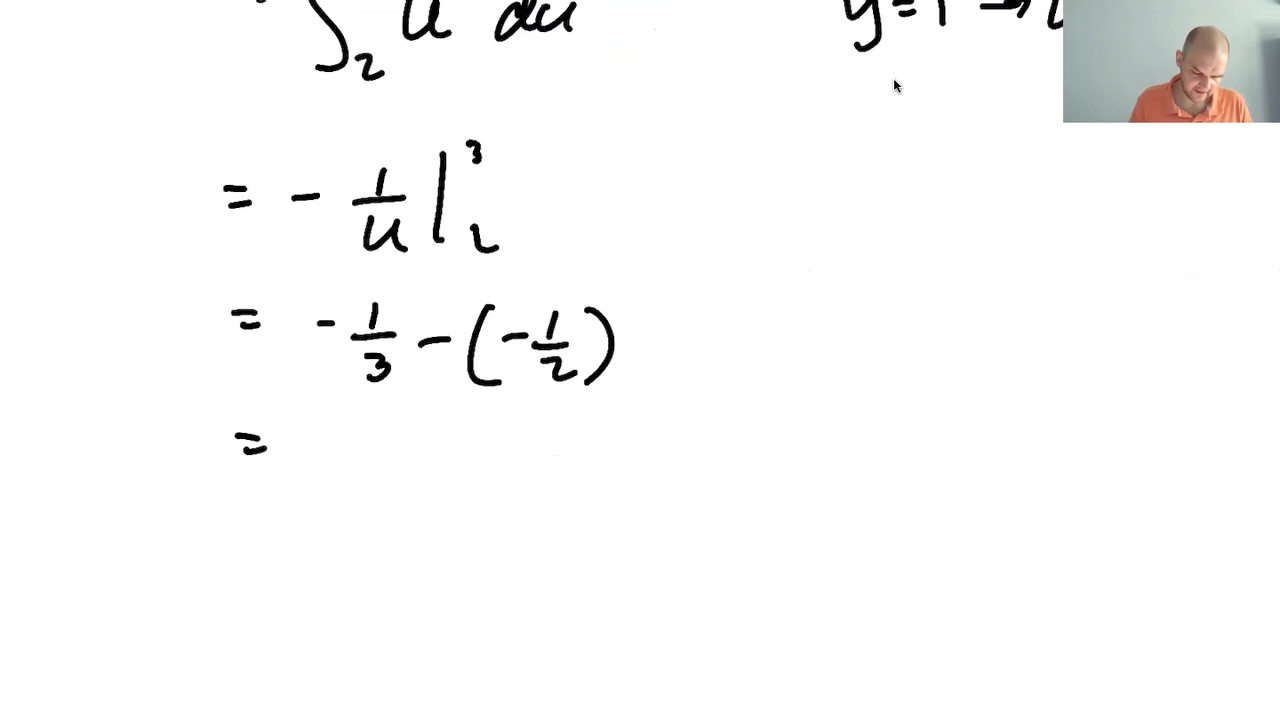 ∫₂ u du y = 1 →
= - 1/u |₂³
= - 1/3 - (- 1/2)
=